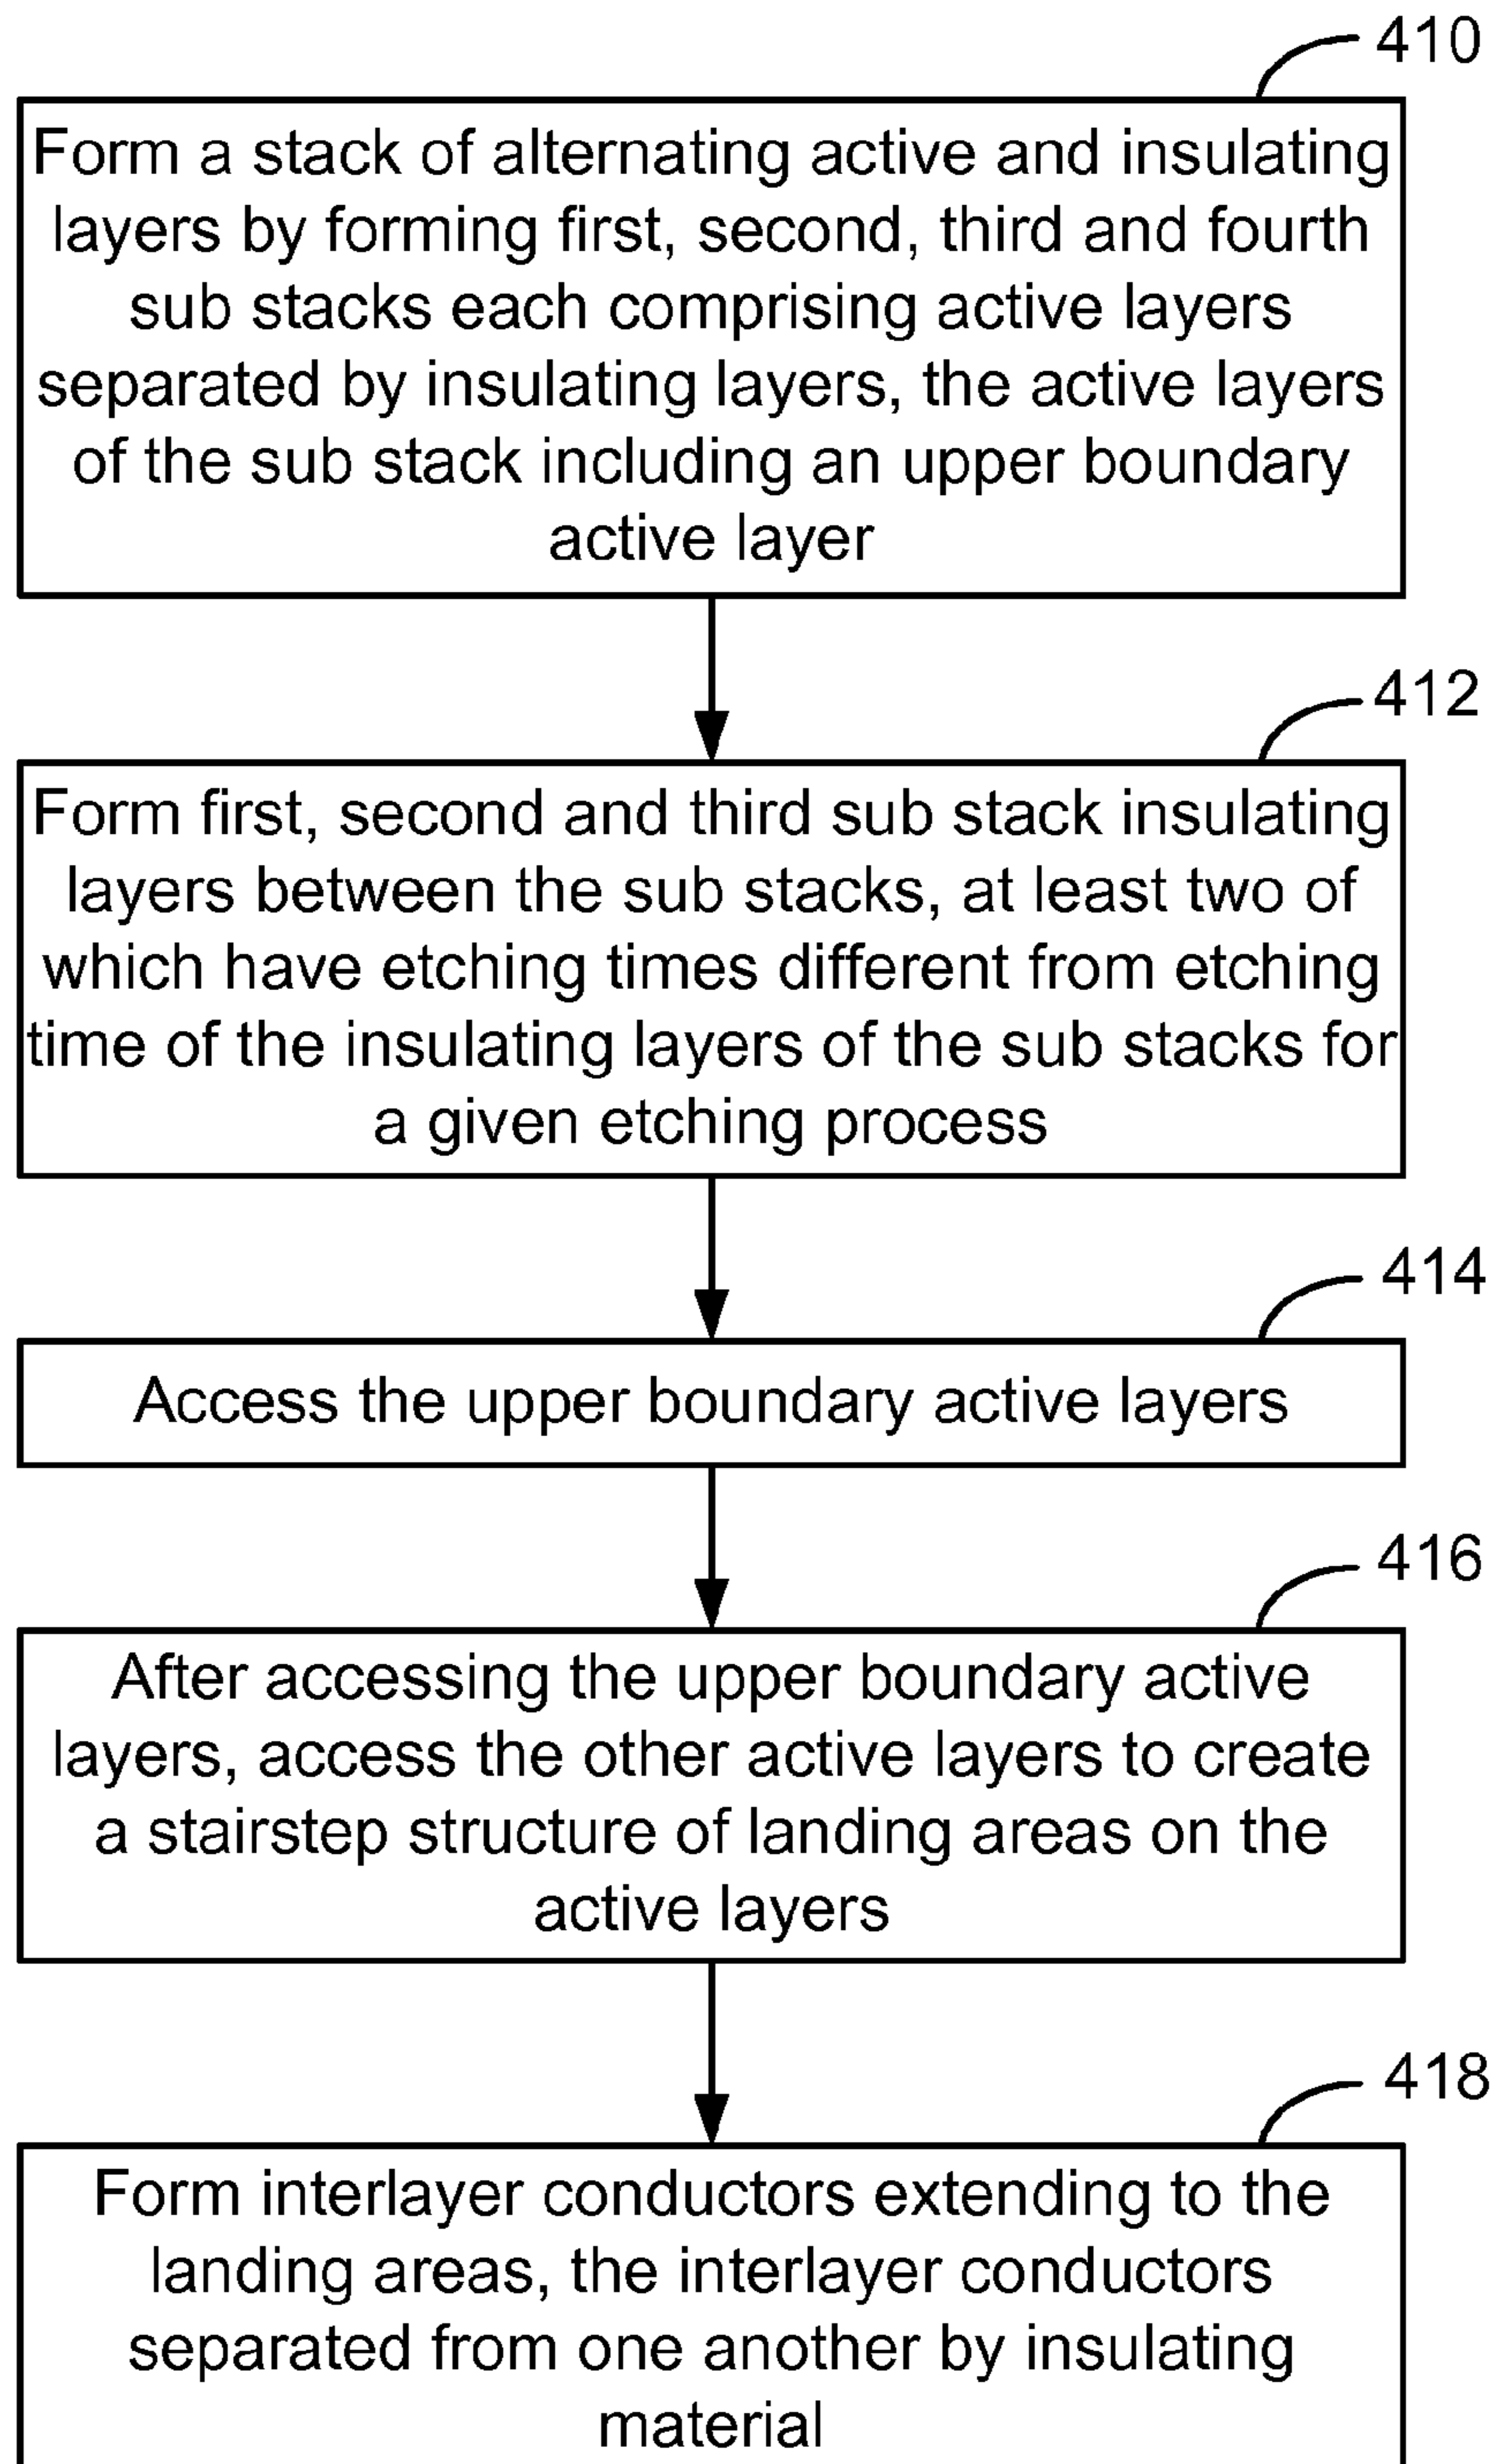 410
Form a stack of alternating active and insulating
layers by forming first, second, third and fourth
sub stacks each comprising active layers
separated by insulating layers, the active layers
of the sub stack including an upper boundary
active layer
412
Form first, second and third sub stack insulating
layers between the sub stacks, at least two of
which have etching times different from etching
time of the insulating layers of the sub stacks for
a given etching process
414
Access the upper boundary active layers
416
After accessing the upper boundary active
layers, access the other active layers to create
a stairstep structure of landing areas on the
active layers
418
Form interlayer conductors extending to the
landing areas, the interlayer conductors
separated from one another by insulating
material